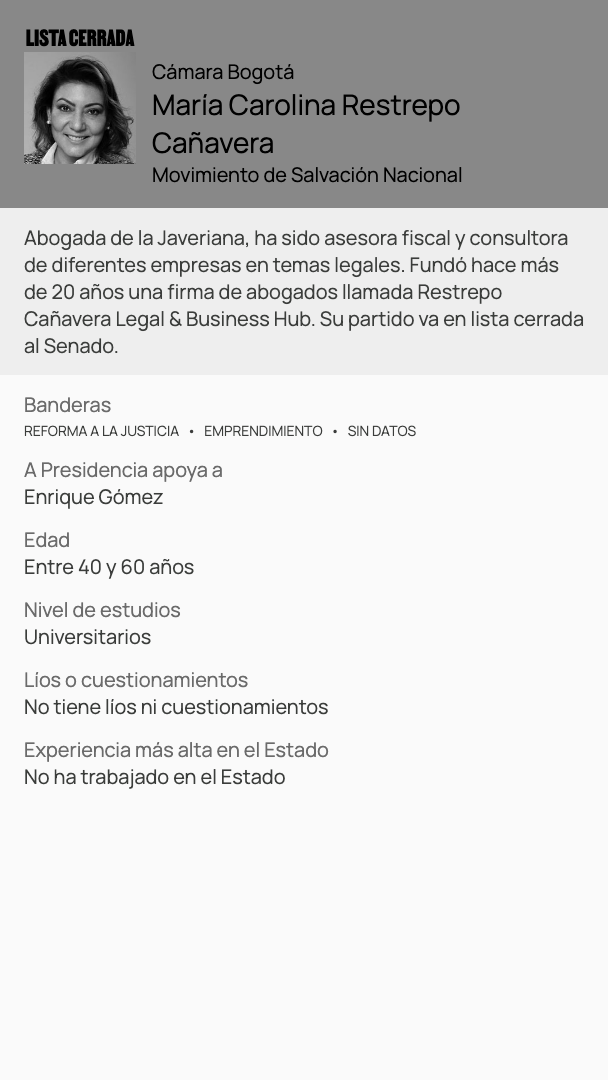 LISTA CERRADA
Cámara Bogotá
María Carolina Restrepo
Cañavera
Movimiento de Salvación Nacional
Abogada de la Javeriana, ha sido asesora fiscal y consultora
de diferentes empresas en temas legales. Fundó hace más
de 20 años una firma de abogados llamada Restrepo
Cañavera Legal & Business Hub. Su partido va en lista cerrada
al Senado.
Banderas
REFORMA A LA JUSTICIA • EMPRENDIMIENTO • SIN DATOS
A Presidencia apoya a
Enrique Gómez
Edad
Entre 40 y 60 años
Nivel de estudios
Universitarios
Líos o cuestionamientos
No tiene líos ni cuestionamientos
Experiencia más alta en el Estado
No ha trabajado en el Estado